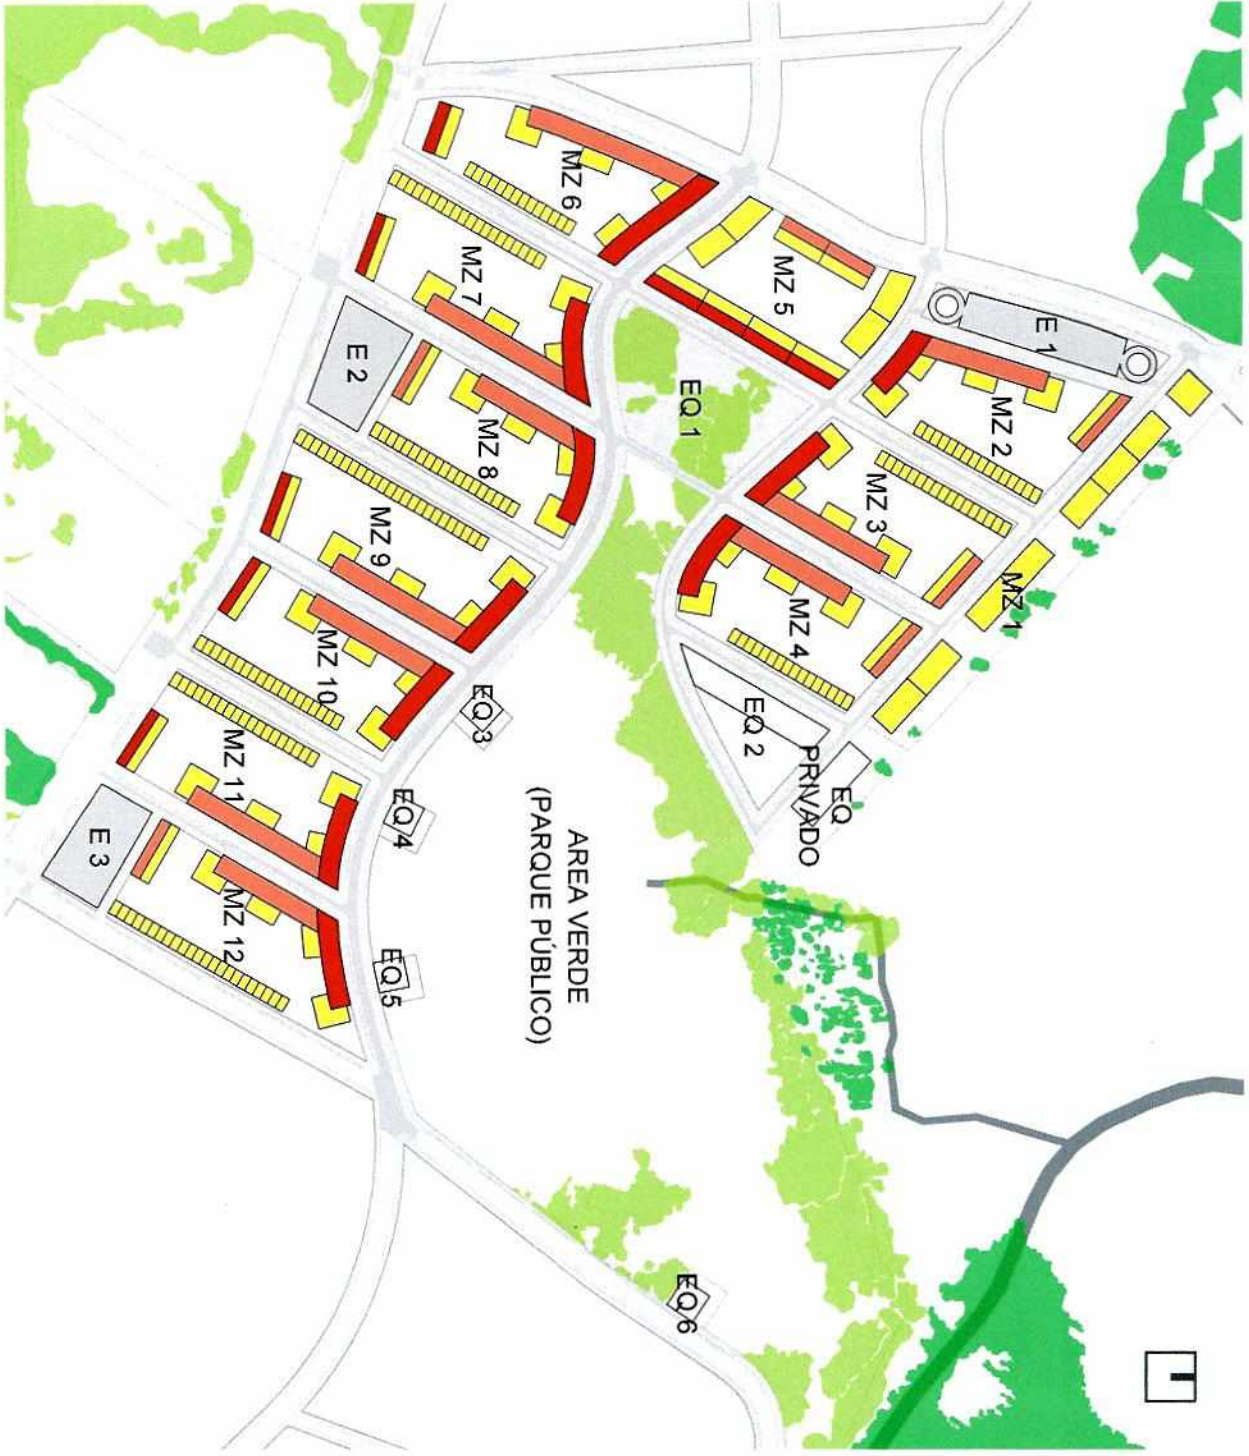 MZ 1
MZ 2
MZ 3
MZ 4
MZ 5
MZ 6
MZ 7
MZ 8
MZ 9
MZ 10
MZ 11
MZ 12
E 1
E 2
E 3
EQ 1
EQ 2
EQ
PRIVADO
EQ 3
EQ 4
EQ 5
EQ 6
AREA VERDE
(PARQUE PÚBLICO)